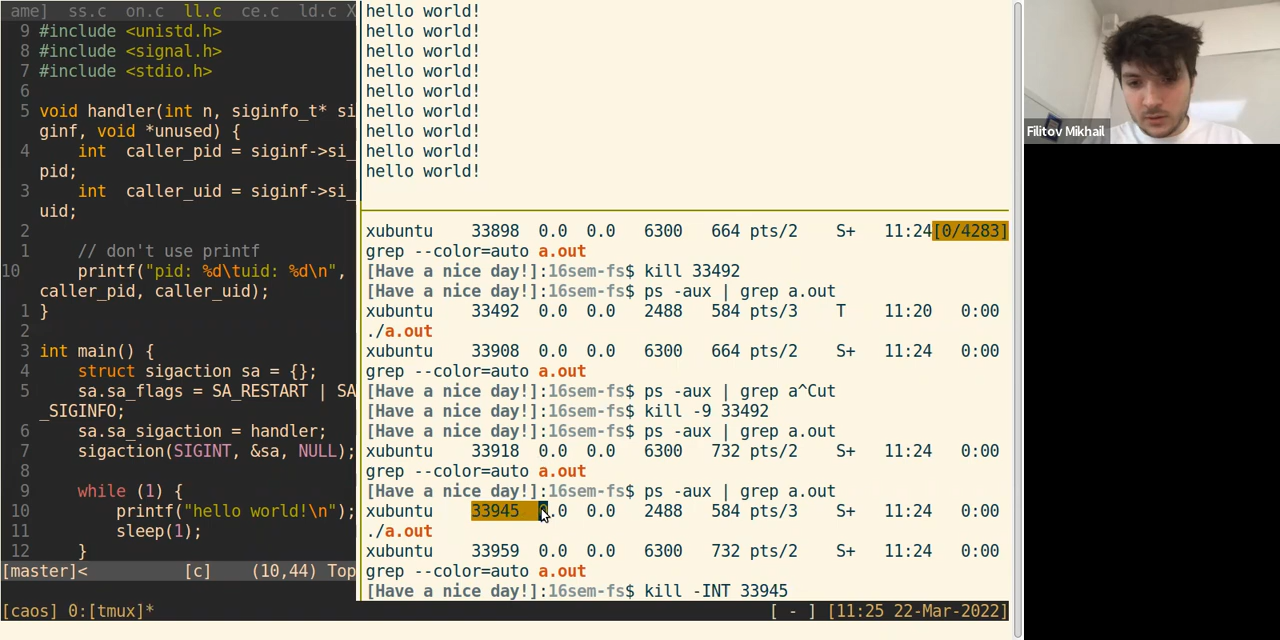 ame]  ss.c  on.c  ll.c  ce.c  ld.c X
9 #include <unistd.h>
8 #include <signal.h>
7 #include <stdio.h>
6
5 void handler(int n, siginfo_t* si
ginf, void *unused) {
4     int  caller_pid = siginf->si_
pid;
3     int  caller_uid = siginf->si_
uid;
2
1     // don't use printf
10     printf("pid: %d\tuid: %d\n",
caller_pid, caller_uid);
1 }
2
3 int main() {
4     struct sigaction sa = {};
5     sa.sa_flags = SA_RESTART | SA
_SIGINFO;
6     sa.sa_sigaction = handler;
7     sigaction(SIGINT, &sa, NULL);
8
9     while (1) {
10         printf("hello world!\n");
11         sleep(1);
12     }
[master]<          [c]    (10,44) Top
hello world!
hello world!
hello world!
hello world!
hello world!
hello world!
hello world!
hello world!
hello world!
xubuntu    33898  0.0  0.0   6300   664 pts/2    S+   11:24[0/4283]
grep --color=auto a.out
[Have a nice day!]:16sem-fs$ kill 33492
[Have a nice day!]:16sem-fs$ ps -aux | grep a.out
xubuntu    33492  0.0  0.0   2488   584 pts/3    T    11:20   0:00
./a.out
xubuntu    33908  0.0  0.0   6300   664 pts/2    S+   11:24   0:00
grep --color=auto a.out
[Have a nice day!]:16sem-fs$ ps -aux | grep a^Cut
[Have a nice day!]:16sem-fs$ kill -9 33492
[Have a nice day!]:16sem-fs$ ps -aux | grep a.out
xubuntu    33918  0.0  0.0   6300   732 pts/2    S+   11:24   0:00
grep --color=auto a.out
[Have a nice day!]:16sem-fs$ ps -aux | grep a.out
xubuntu    33945  0.0  0.0   2488   584 pts/3    S+   11:24   0:00
./a.out
xubuntu    33959  0.0  0.0   6300   732 pts/2    S+   11:24   0:00
grep --color=auto a.out
[Have a nice day!]:16sem-fs$ kill -INT 33945
[caos] 0:[tmux]*                [ - ] [11:25 22-Mar-2022]
Filitov Mikhail